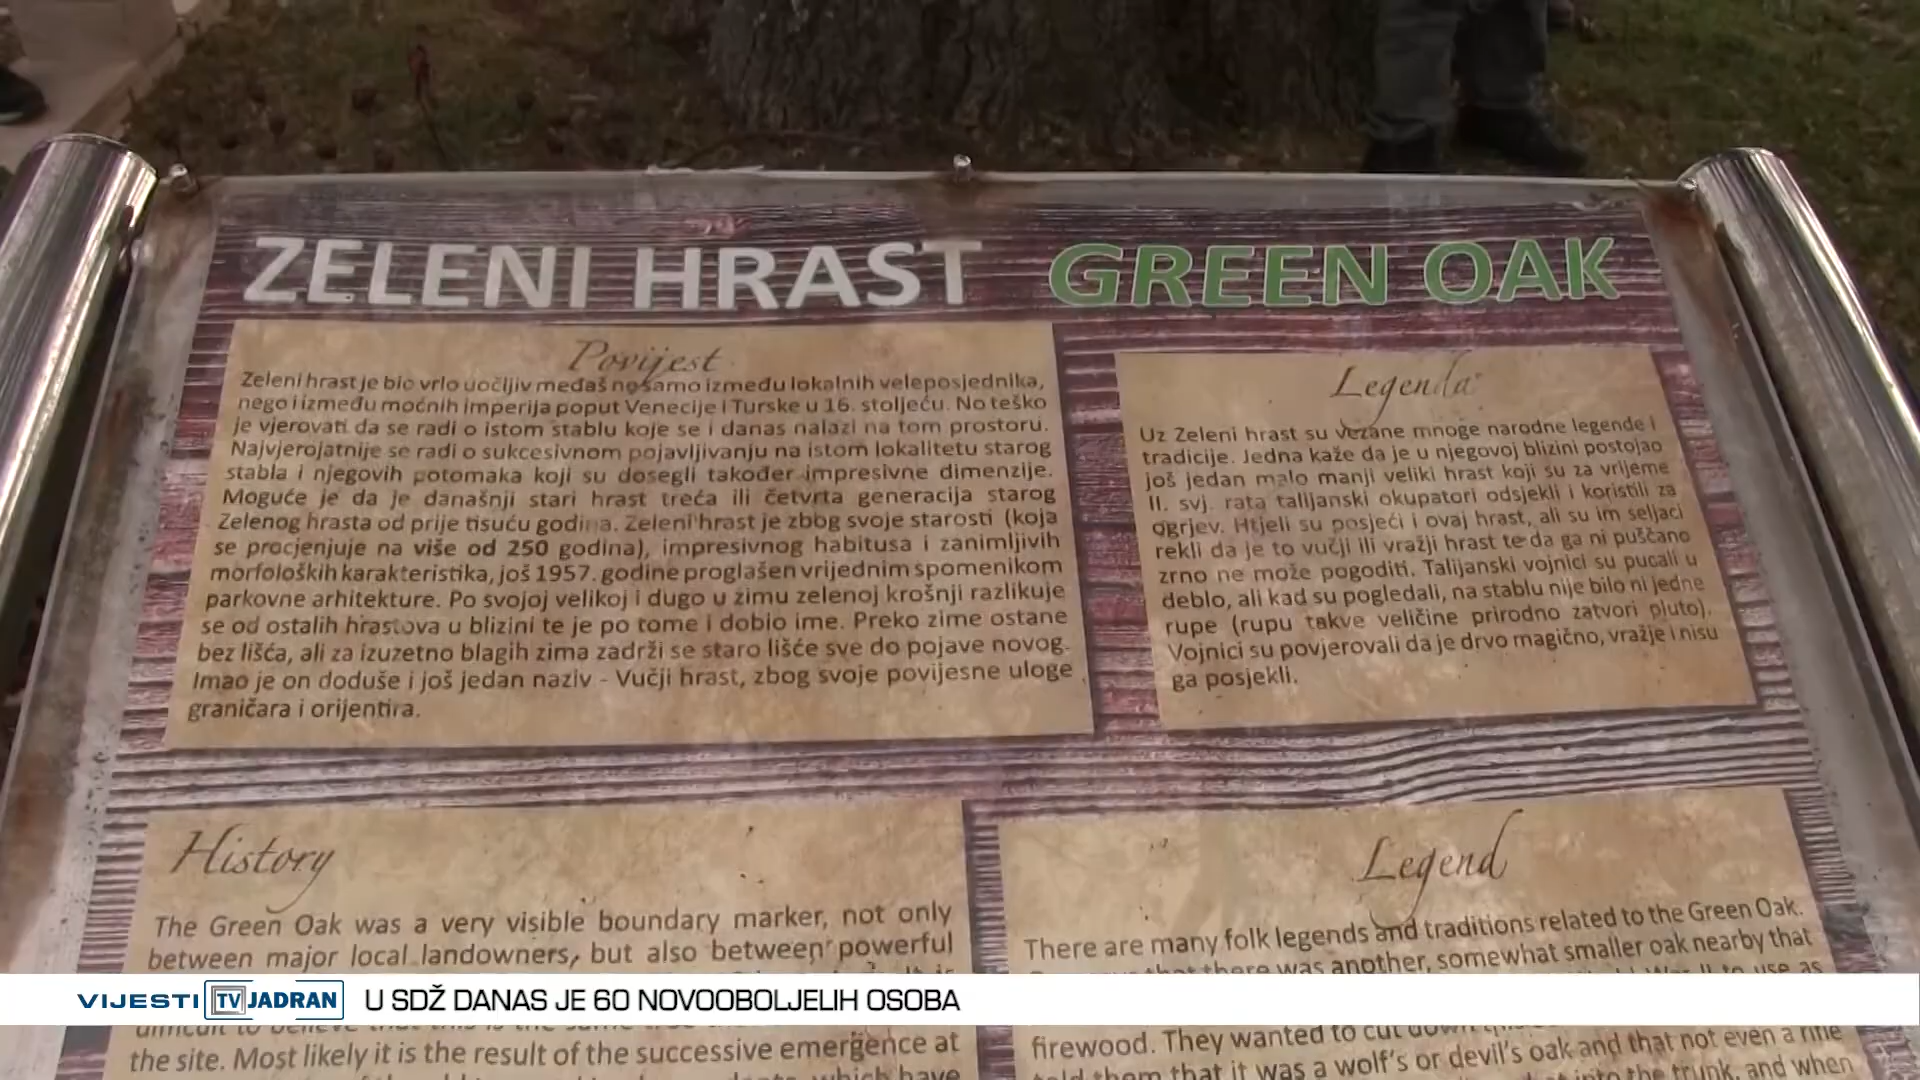 ZELENI HRAST GREEN OAK
Povijest
Zeleni hrast je bio vrlo uočljiv međaš ne samo između lokalnih veleposjednika,
nego i između moćnih imperija poput Venecije i Turske u 16. stoljeću. No teško
je vjerovati da se radi o istom stablu koje se i danas nalazi na tom prostoru.
Najvjerojatnije se radi o sukcesivnom pojavljivanju na istom lokalitetu starog
stabla i njegovih potomaka koji su dosegli također impresivne dimenzije.
Moguće je da je današnji stari hrast treća ili četvrta generacija starog
Zelenog hrasta od prije tisuću godina. Zeleni hrast je zbog svoje starosti (koja
se procjenjuje na više od 250 godina), impresivnog habitusa i zanimljivih
morfoloških karakteristika, još 1957. godine proglašen vrijednim spomenikom
parkovne arhitekture. Po svojoj velikoj i dugo u zimu zelenoj krošnji razlikuje
se od ostalih hrastova u blizini te je po tome i dobio ime. Preko zime ostane
bez lišća, ali za izuzetno blagih zima zadrži se staro lišće sve do pojave novog.
Imao je on doduše i još jedan naziv - Vučji hrast, zbog svoje povijesne uloge
graničara i orijentira.
Legenda
Uz Zeleni hrast su vezane mnoge narodne legende i
tradicije. Jedna kaže da je u njegovoj blizini postojao
još jedan malo manji veliki hrast koji su za vrijeme
II. svj. rata talijanski okupatori odsjekli i koristili za
ogrjev. Htjeli su posjeći i ovaj hrast, ali su im seljaci
rekli da je to vučji ili vražji hrast te da ga ni puščano
zrno ne može pogoditi. Talijanski vojnici su pucali u
deblo, ali kad su pogledali, na stablu nije bilo ni jedne
rupe (rupu takve veličine prirodno zatvori pluto).
Vojnici su povjerovali da je drvo magično, vražje i nisu
ga posjekli.
History
The Green Oak was a very visible boundary marker, not only
between major local landowners, but also between powerful
the site. Most likely it is the result of the successive emergence at
which have
Legend
There are many folk legends and traditions related to the Green Oak.
that there was another, somewhat smaller oak nearby that
to use as
firewood. They wanted to cut down
told them that it was a wolf's or devil's oak and that not even a rifle
into the trunk, and when
VIJESTI TV JADRAN U SDŽ DANAS JE 60 NOVOOBOLJELIH OSOBA